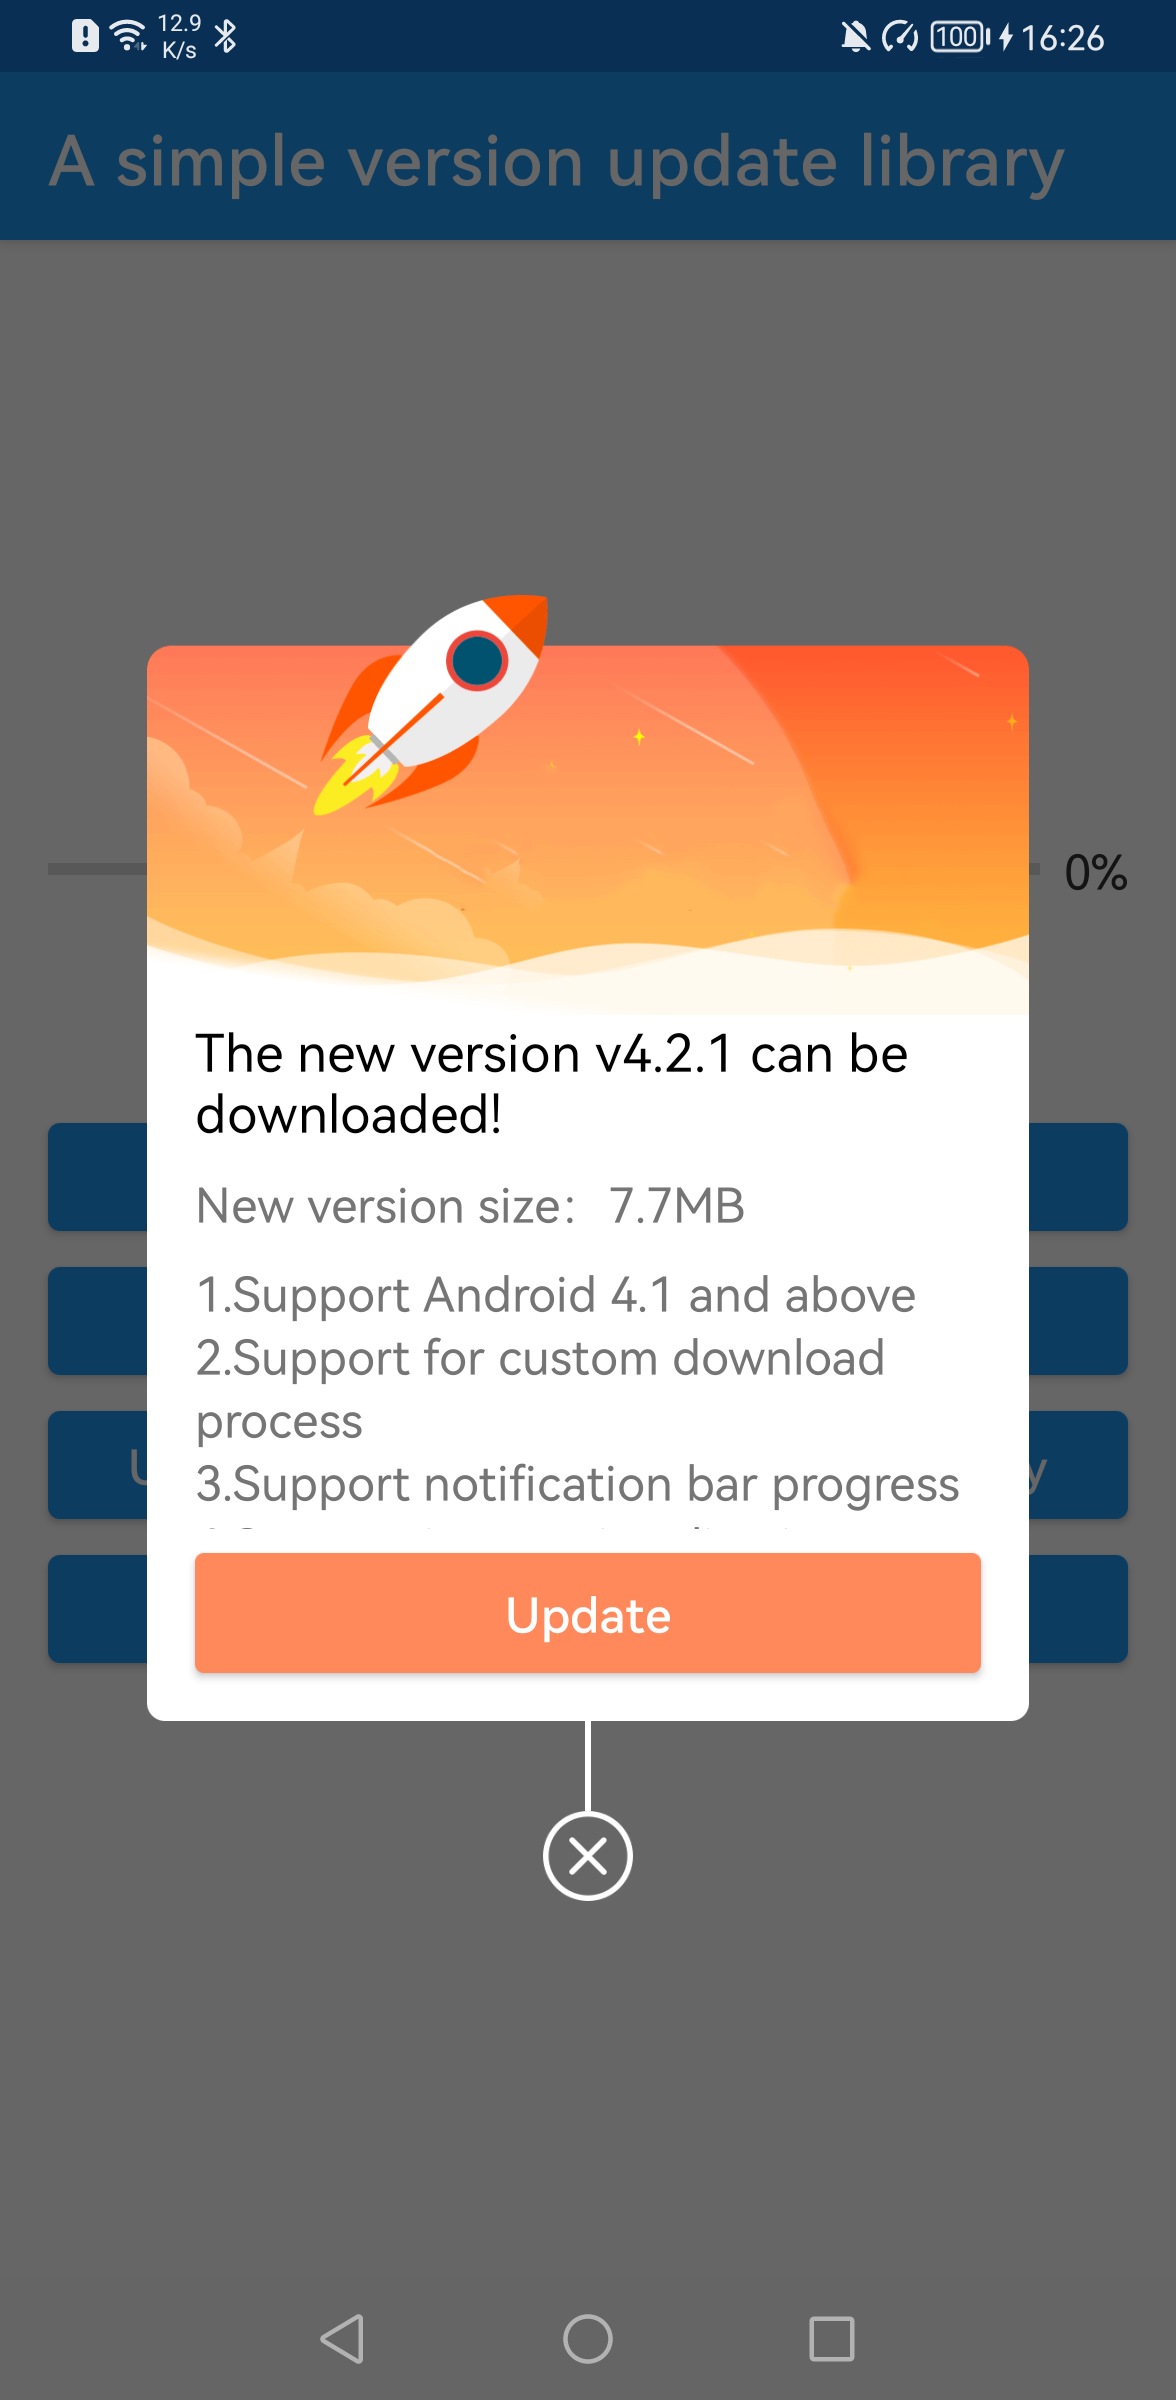 12.9
K/s
100
16:26
A simple version update library
0%
The new version v4.2.1 can be
downloaded!
New version size： 7.7MB
1.Support Android 4.1 and above
2.Support for custom download
process
3.Support notification bar progress
Update